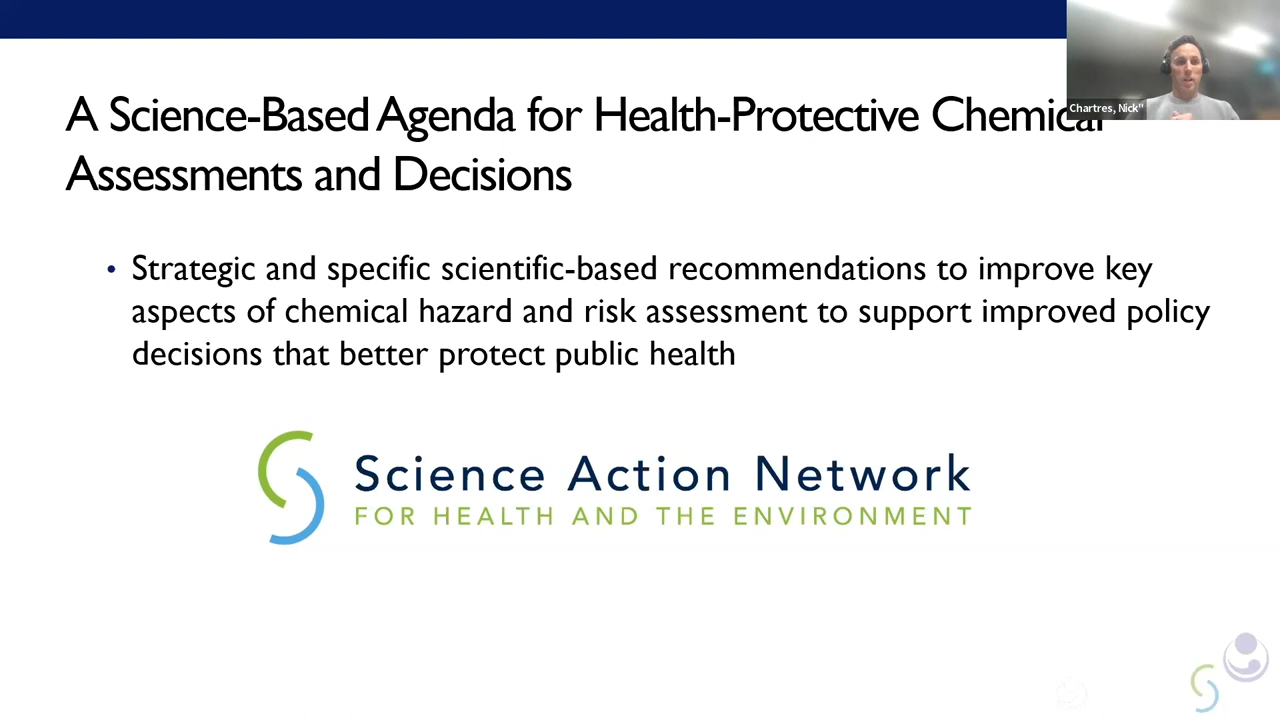 Chartres, Nick"
A Science-Based Agenda for Health-Protective Chemical
Assessments and Decisions
• Strategic and specific scientific-based recommendations to improve key
aspects of chemical hazard and risk assessment to support improved policy
decisions that better protect public health
Science Action Network
FOR HEALTH AND THE ENVIRONMENT